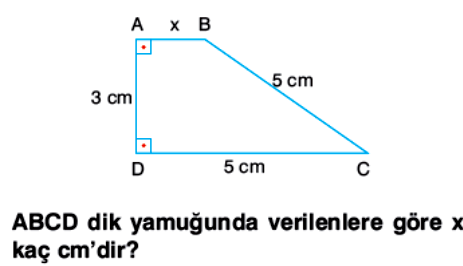 A x B
5 cm
3 cm
D 5 cm C
ABCD dik yamuğunda verilenlere göre x
kaç cm'dir?